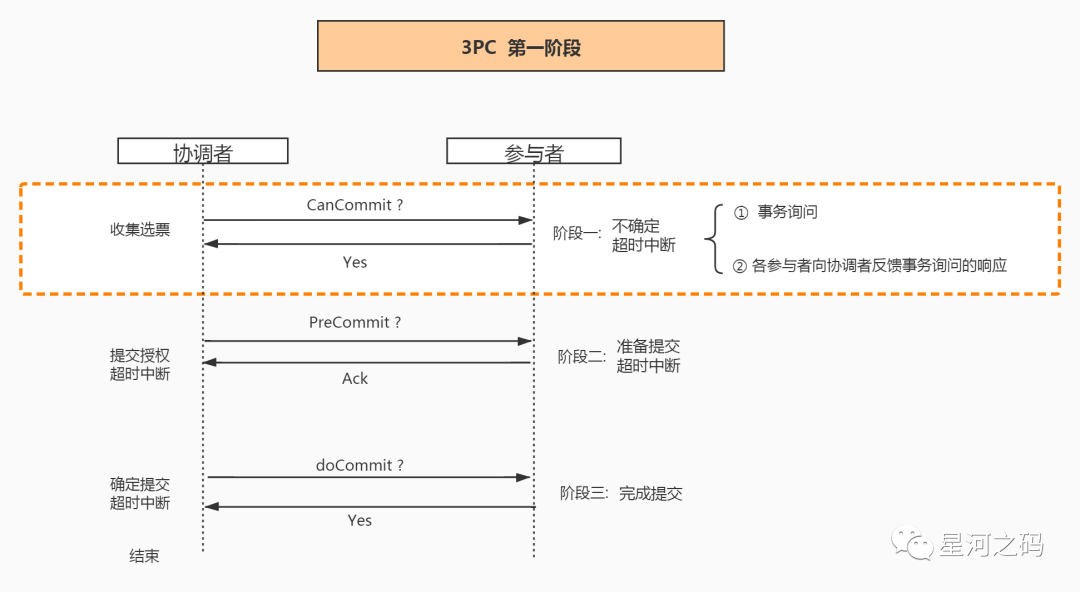 3PC 第一阶段
协调者
参与者
CanCommit ?
收集选票
Yes
阶段一:
不确定
超时中断
① 事务询问
② 各参与者向协调者反馈事务询问的响应
PreCommit ?
提交授权
超时中断
Ack
阶段二:
准备提交
超时中断
doCommit ?
确定提交
超时中断
Yes
阶段三: 完成提交
结束
星河之码